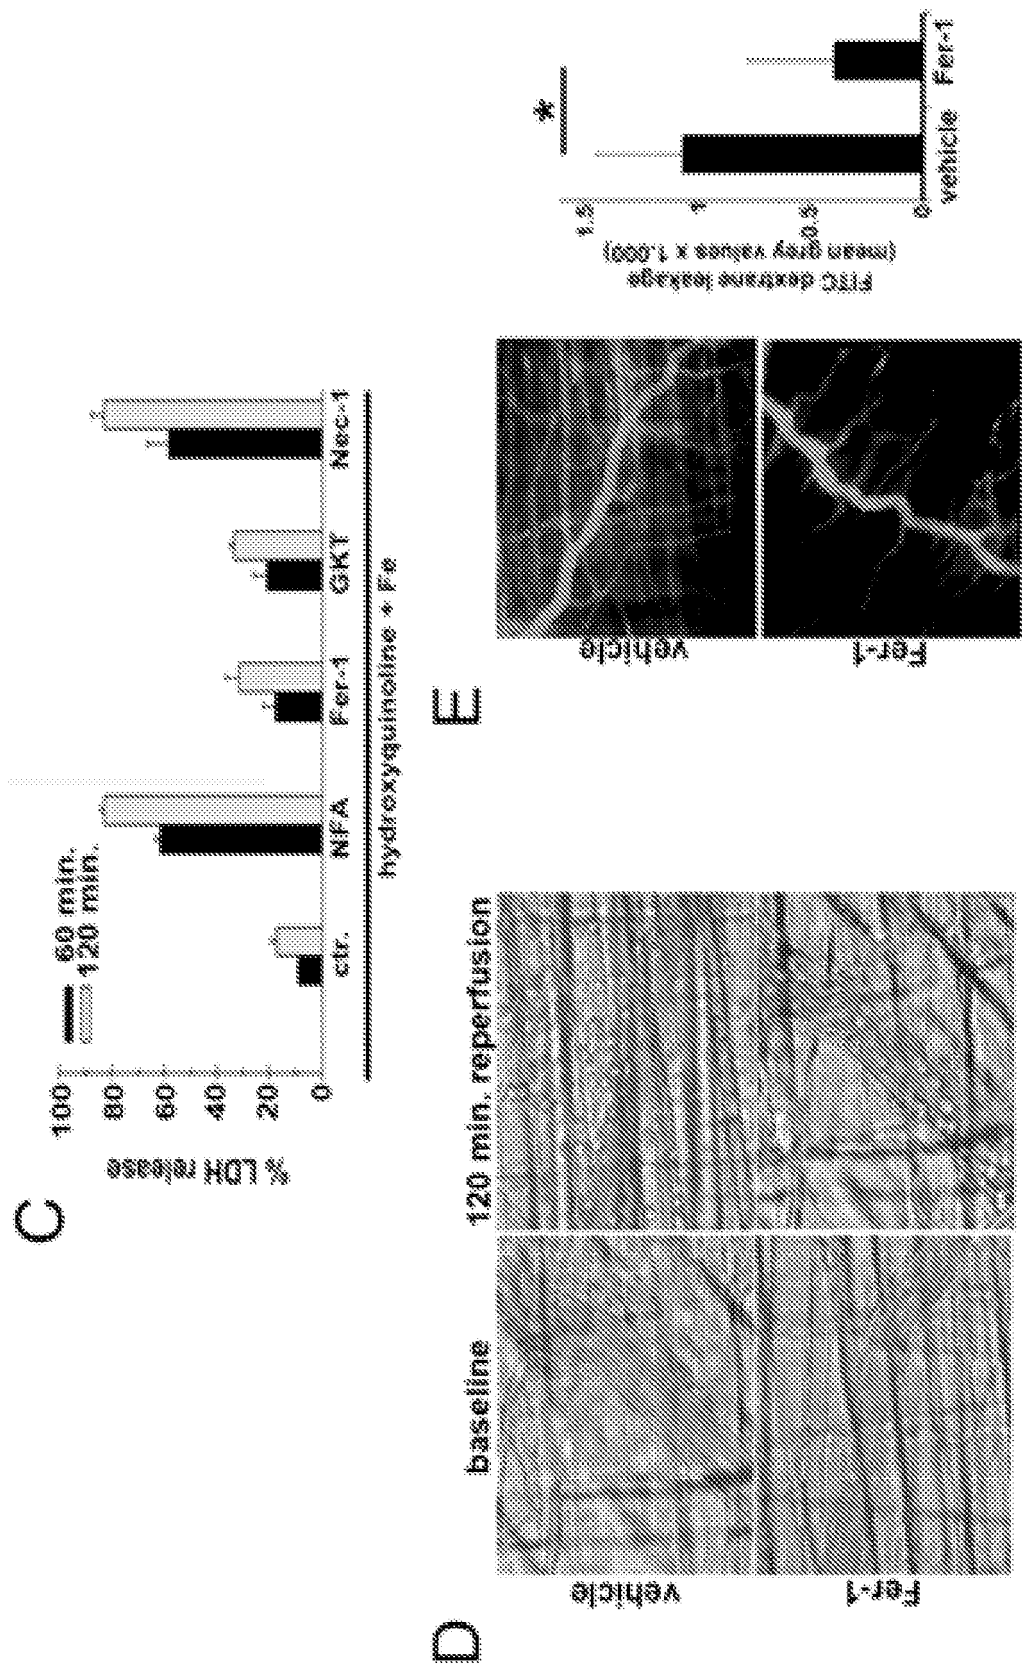 C
% LDH release
100
80
60
40
20
0
60 min.
120 min.
ctr.
NFA
Fer-1
GKT
Nec-1
hydroxyquinoline + Fe
D
baseline
120 min. reperfusion
vehicle
Fer-1
E
vehicle
Fer-1
FITC dextrane leakage
(mean grey values x 1.000)
1.5
1
0.5
0
*
vehicle
Fer-1